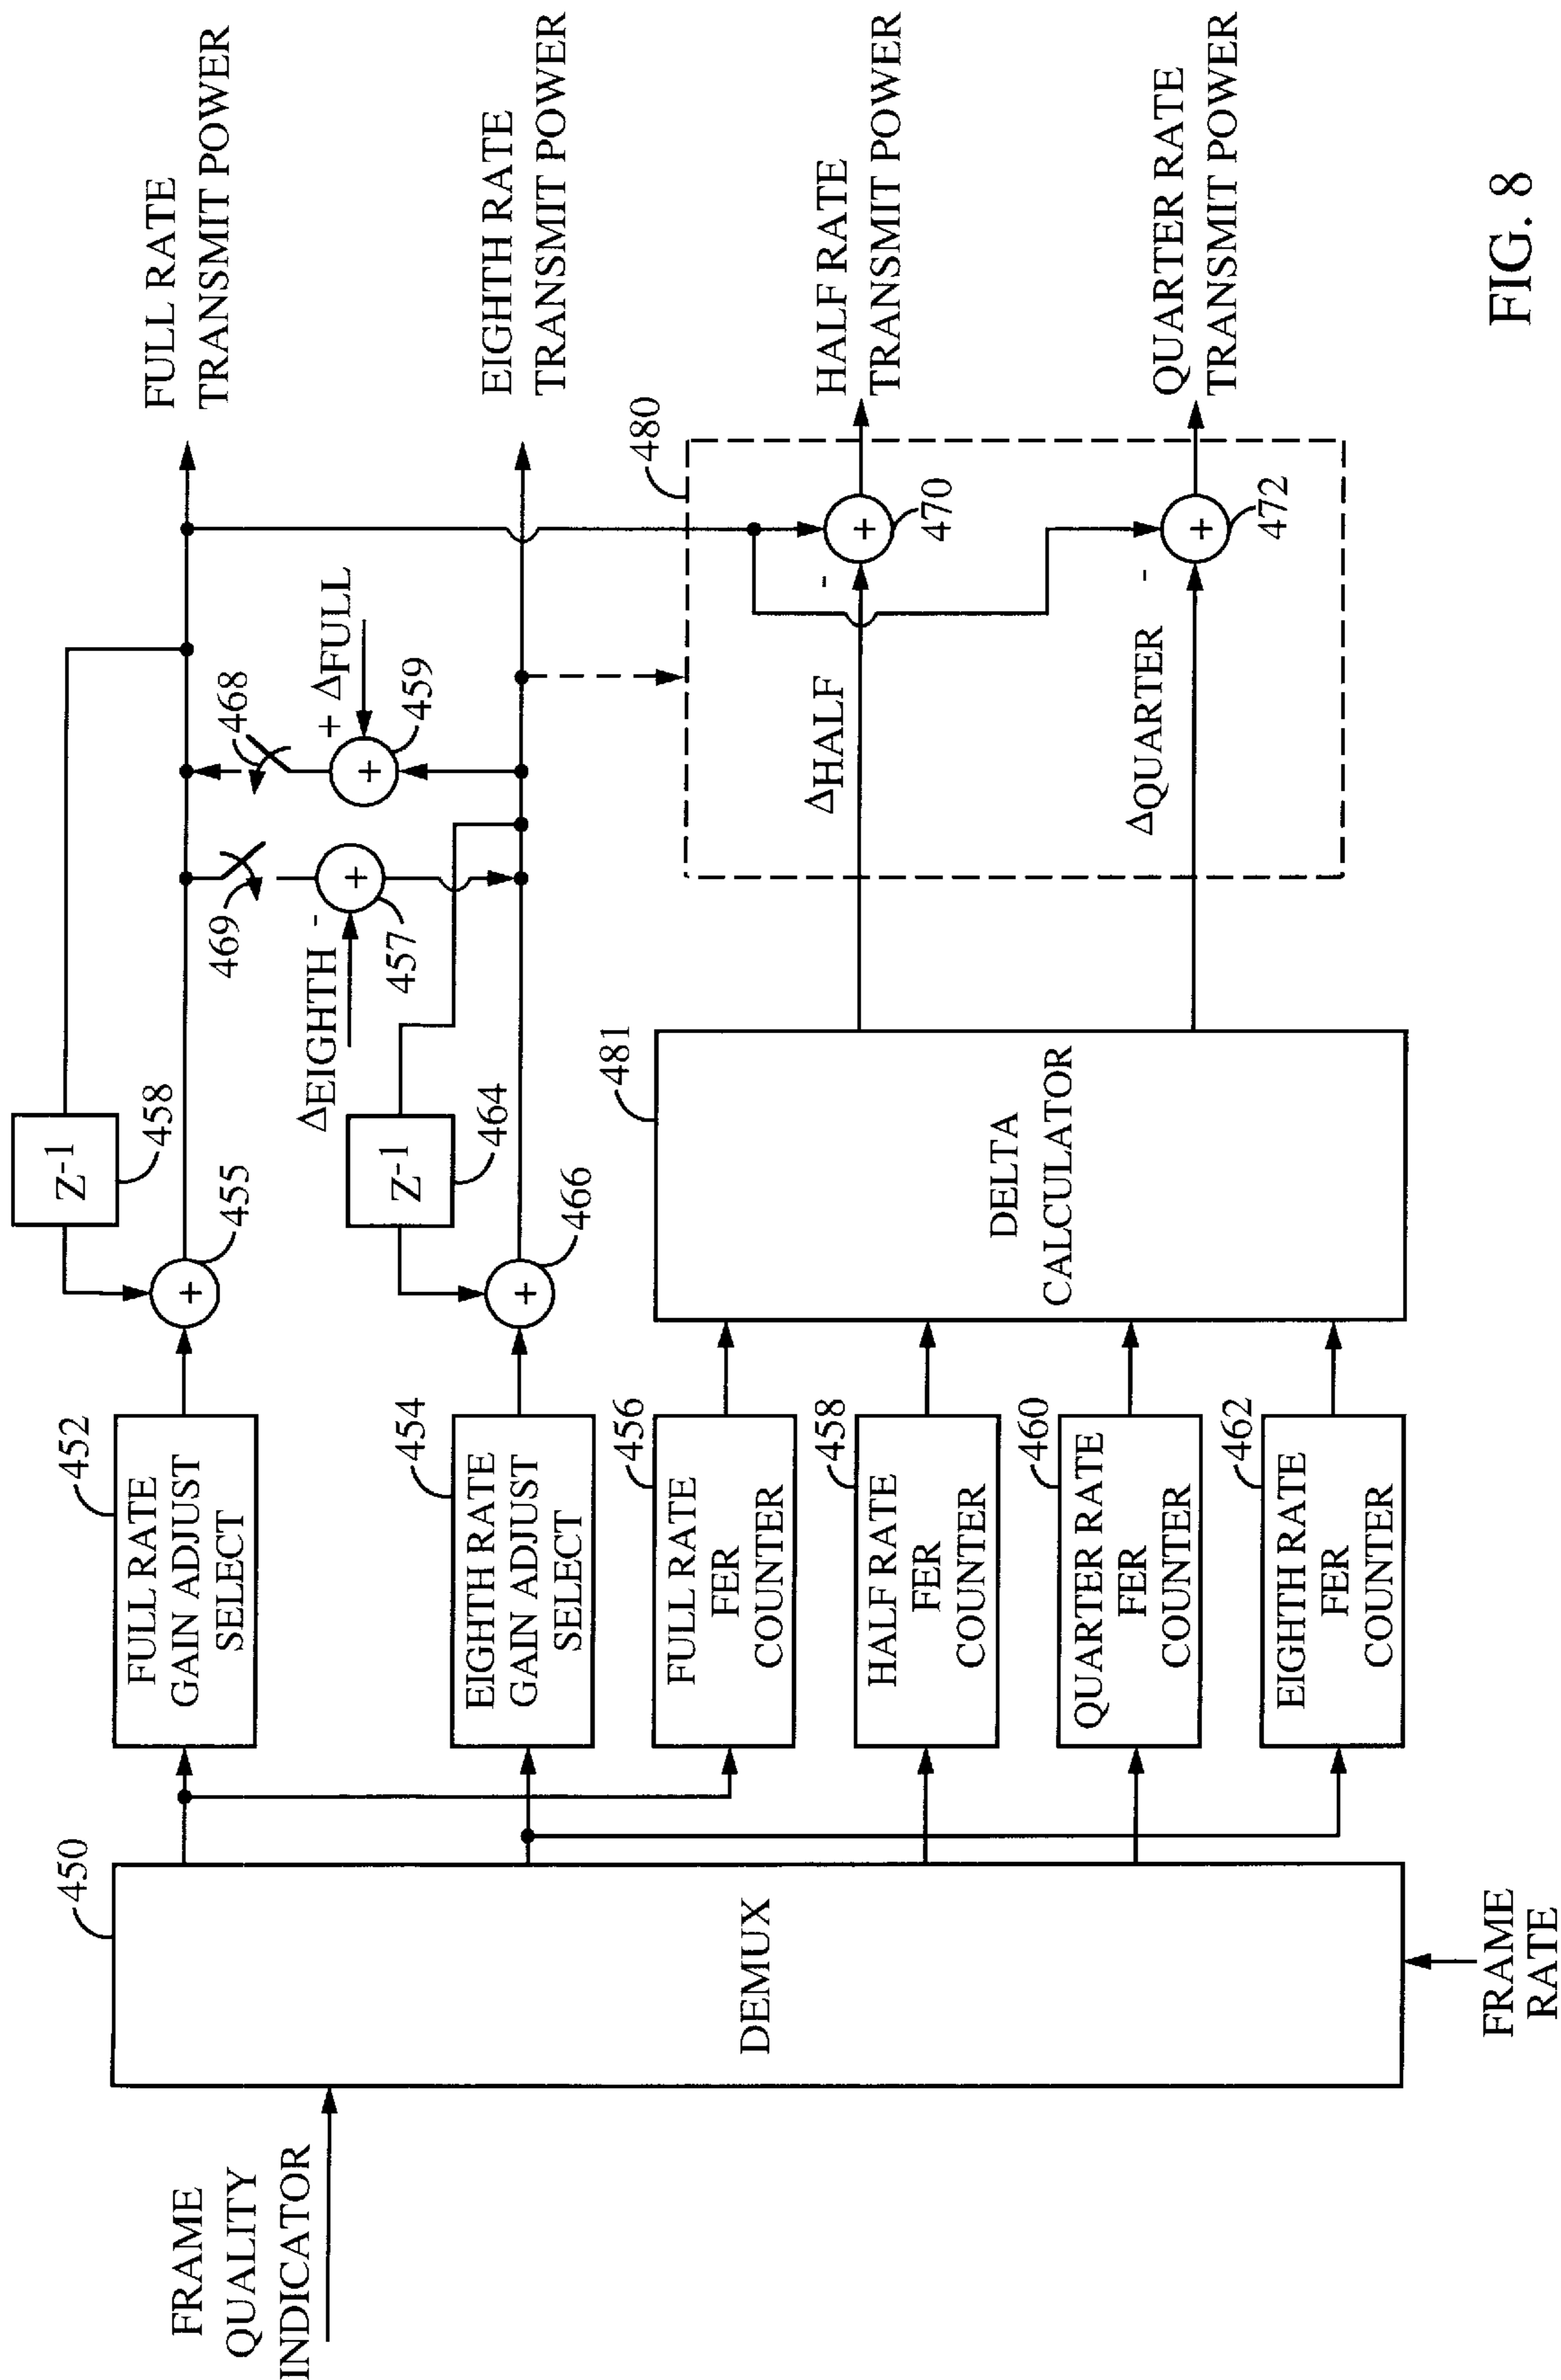 FRAME
QUALITY
INDICATOR
450
DEMUX
FRAME
RATE
452
FULL RATE
GAIN ADJUST
SELECT
454
EIGHTH RATE
GAIN ADJUST
SELECT
456
FULL RATE
FER
COUNTER
458
HALF RATE
FER
COUNTER
460
QUARTER RATE
FER
COUNTER
462
EIGHTH RATE
FER
COUNTER
+
455
Z-1
458
+
466
Z-1
464
481
DELTA
CALCULATOR
ΔEIGHTH
-
+
457
469
468
+ ΔFULL
+
459
480
ΔHALF
-
+
470
ΔQUARTER
-
+
472
FULL RATE
TRANSMIT POWER
EIGHTH RATE
TRANSMIT POWER
HALF RATE
TRANSMIT POWER
QUARTER RATE
TRANSMIT POWER
FIG. 8